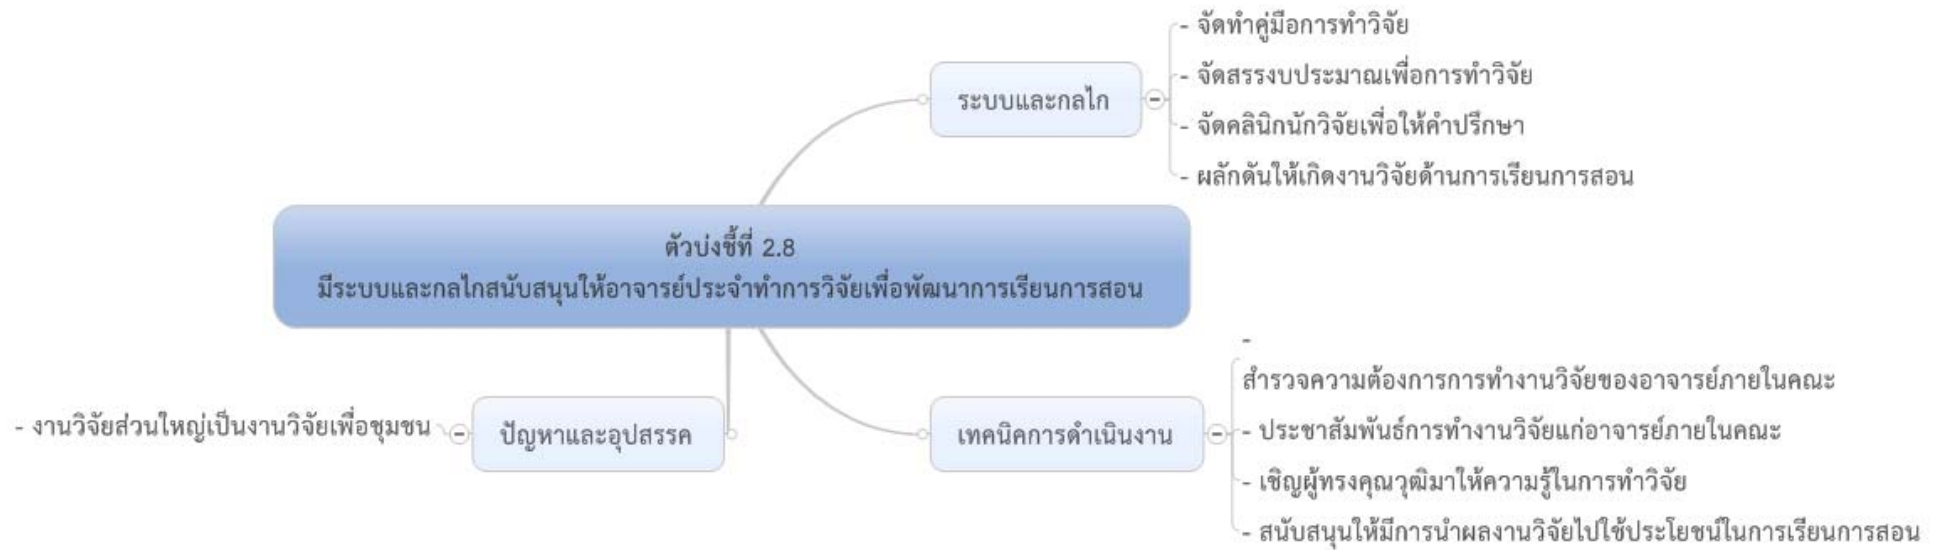 - จัดทำคู่มือการทำวิจัย
- จัดสรรงบประมาณเพื่อการทำวิจัย
ระบบและกลไก
- จัดคลินิกนักวิจัยเพื่อให้คำปรึกษา
- ผลักดันให้เกิดงานวิจัยด้านการเรียนการสอน
ตัวบ่งชี้ที่ 2.8
มีระบบและกลไกสนับสนุนให้อาจารย์ประจำทำการวิจัยเพื่อพัฒนาการเรียนการสอน
-
สำรวจความต้องการการทำงานวิจัยของอาจารย์ภายในคณะ
- งานวิจัยส่วนใหญ่เป็นงานวิจัยเพื่อชุมชน
ปัญหาและอุปสรรค
เทคนิคการดำเนินงาน
- ประชาสัมพันธ์การทำงานวิจัยแก่อาจารย์ภายในคณะ
- เชิญผู้ทรงคุณวุฒิมาให้ความรู้ในการทำวิจัย
- สนับสนุนให้มีการนำผลงานวิจัยไปใช้ประโยชน์ในการเรียนการสอน